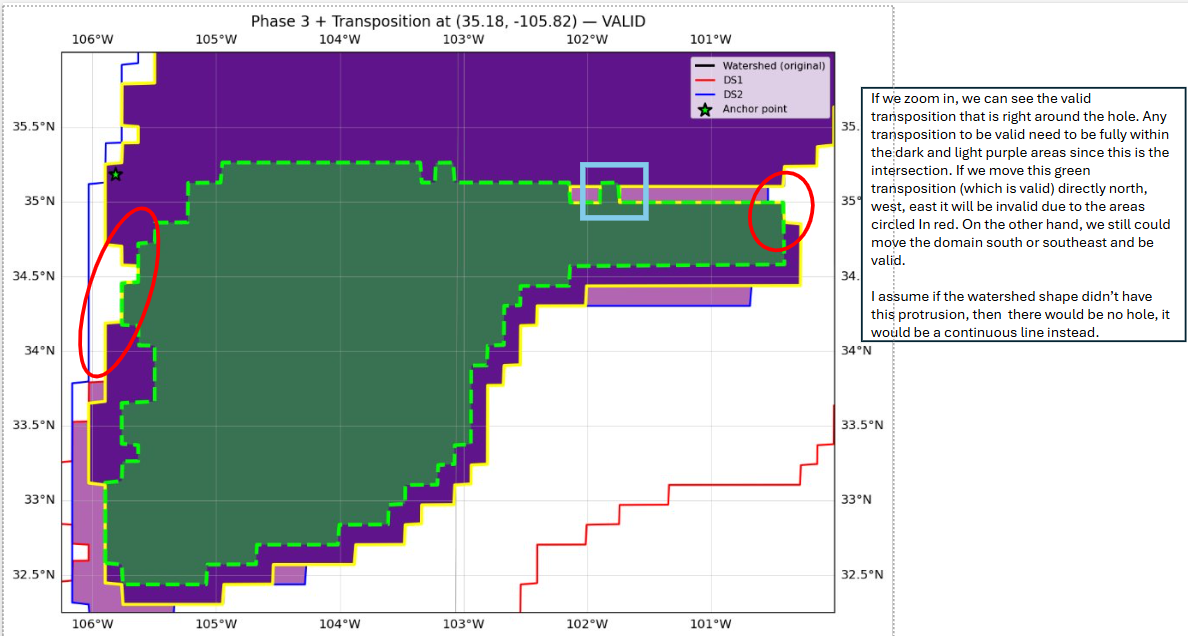 Phase 3 + Transposition at (35.18, -105.82) — VALID
106°W 105°W 104°W 103°W 102°W 101°W
Watershed (original)
DS1
DS2
Anchor point
35.5°N
35°N
34.5°N
34°N
33.5°N
33°N
32.5°N
35.
35°
34.
34°N
33.5°N
33°N
32.5°N
106°W 105°W 104°W 103°W 102°W 101°W
If we zoom in, we can see the valid
transposition that is right around the hole. Any
transposition to be valid need to be fully within
the dark and light purple areas since this is the
intersection. If we move this green
transposition (which is valid) directly north,
west, east it will be invalid due to the areas
circled In red. On the other hand, we still could
move the domain south or southeast and be
valid.
I assume if the watershed shape didn’t have
this protrusion, then there would be no hole, it
would be a continuous line instead.